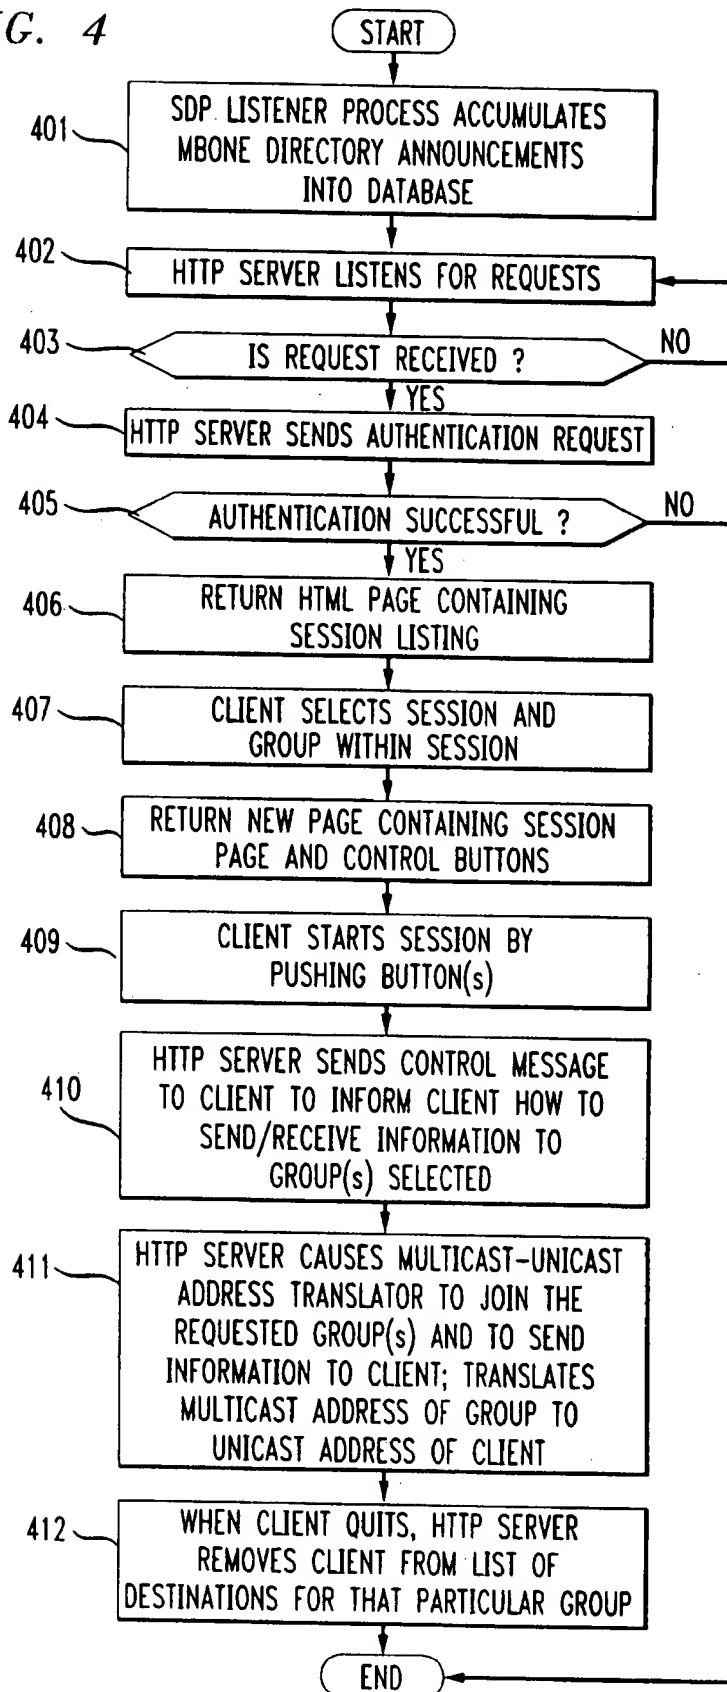 G. 4
START
401
SDP LISTENER PROCESS ACCUMULATES
MBONE DIRECTORY ANNOUNCEMENTS
INTO DATABASE
402
HTTP SERVER LISTENS FOR REQUESTS
403
IS REQUEST RECEIVED ?
NO
YES
404
HTTP SERVER SENDS AUTHENTICATION REQUEST
405
AUTHENTICATION SUCCESSFUL ?
NO
YES
406
RETURN HTML PAGE CONTAINING
SESSION LISTING
407
CLIENT SELECTS SESSION AND
GROUP WITHIN SESSION
408
RETURN NEW PAGE CONTAINING SESSION
PAGE AND CONTROL BUTTONS
409
CLIENT STARTS SESSION BY
PUSHING BUTTON(s)
410
HTTP SERVER SENDS CONTROL MESSAGE
TO CLIENT TO INFORM CLIENT HOW TO
SEND/RECEIVE INFORMATION TO
GROUP(s) SELECTED
411
HTTP SERVER CAUSES MULTICAST-UNICAST
ADDRESS TRANSLATOR TO JOIN THE
REQUESTED GROUP(s) AND TO SEND
INFORMATION TO CLIENT; TRANSLATES
MULTICAST ADDRESS OF GROUP TO
UNICAST ADDRESS OF CLIENT
412
WHEN CLIENT QUITS, HTTP SERVER
REMOVES CLIENT FROM LIST OF
DESTINATIONS FOR THAT PARTICULAR GROUP
END